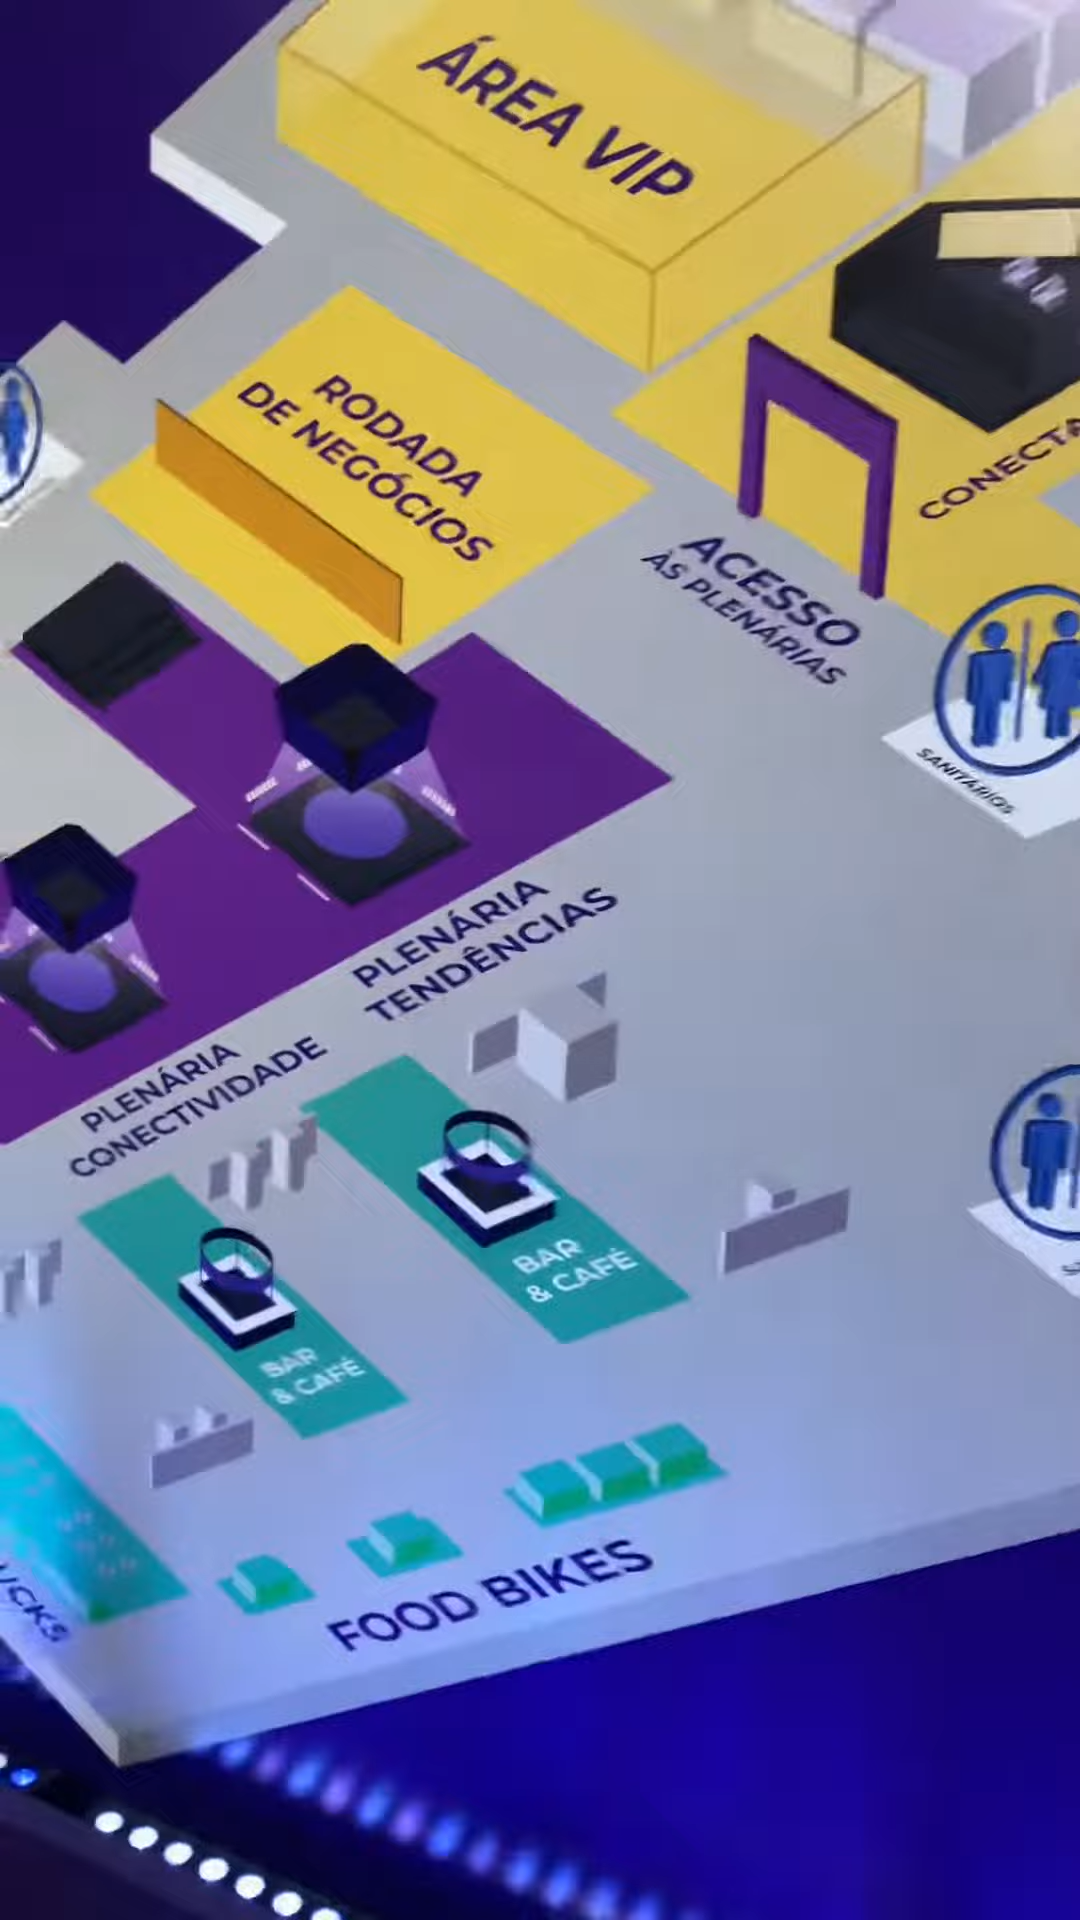 ÁREA VIP
RODADA
DE NEGÓCIOS
ACESSO
ÀS PLENÁRIAS
SANITÁRIOS
PLENÁRIA
TENDÊNCIAS
PLENÁRIA
CONECTIVIDADE
BAR
& CAFÉ
BAR
& CAFÉ
FOOD BIKES